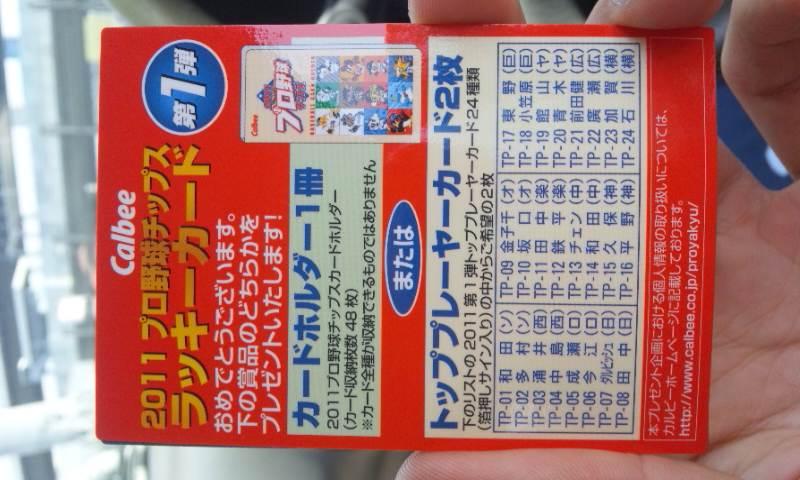 Calbee
2011 プロ野球チップス
ラッキーカード
第1弾
おめでとうございます。
下の賞品のどちらかを
プレゼントいたします!
Calbee
プロ野球
カードホルダー1冊
2011プロ野球チップスカードホルダー
(カード収納枚数48枚)
※カード全種が収納できるものではありません
または
トッププレーヤーカード2枚
下のリストの2011第1弾トッププレーヤーカード24種類
(箔押しサイン入り)の中からご希望の2枚
TP-01 和田(ソ) TP-09 金子千(オ) TP-17 東野(巨)
TP-02 多村(ソ) TP-10 坂口(オ) TP-18 小笠原(巨)
TP-03 涌井(西) TP-11 田中(楽) TP-19 館山(ヤ)
TP-04 中島(西) TP-12 鉄平(楽) TP-20 青木(ヤ)
TP-05 成瀬(ロ) TP-13 チェン(中) TP-21 前田健(広)
TP-06 今江(ロ) TP-14 和田(中) TP-22 廣瀬(広)
TP-07 ダルビッシュ(日) TP-15 久保(神) TP-23 加賀(横)
TP-08 田中(日) TP-16 平野(神) TP-24 石川(横)
本プレゼント企画における個人情報の取り扱いについては、
カルビーホームページに記載しております。
http://www.calbee.co.jp/proyakyu/